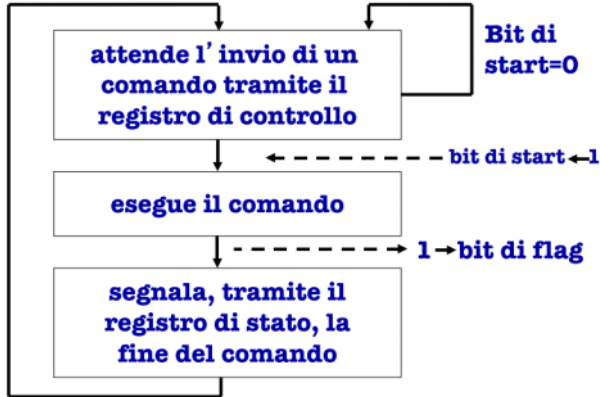 attende l' invio di un
comando tramite il
registro di controllo
Bit di
start=0
bit di start←1
esegue il comando
1→bit di flag
segnala, tramite il
registro di stato, la
fine del comando